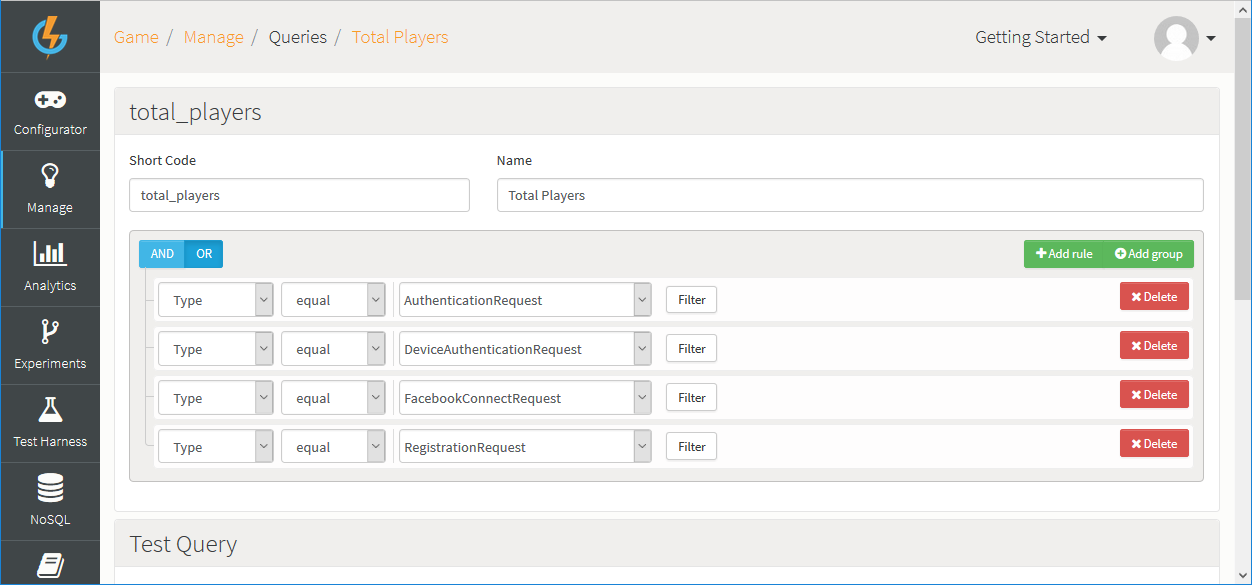 Game / Manage / Queries / Total Players
Getting Started
Configurator
Manage
Analytics
Experiments
Test Harness
NoSQL
total_players
Short Code Name
total_players Total Players
AND OR Add rule Add group
Type equal AuthenticationRequest Filter Delete
Type equal DeviceAuthenticationRequest Filter Delete
Type equal FacebookConnectRequest Filter Delete
Type equal RegistrationRequest Filter Delete
Test Query